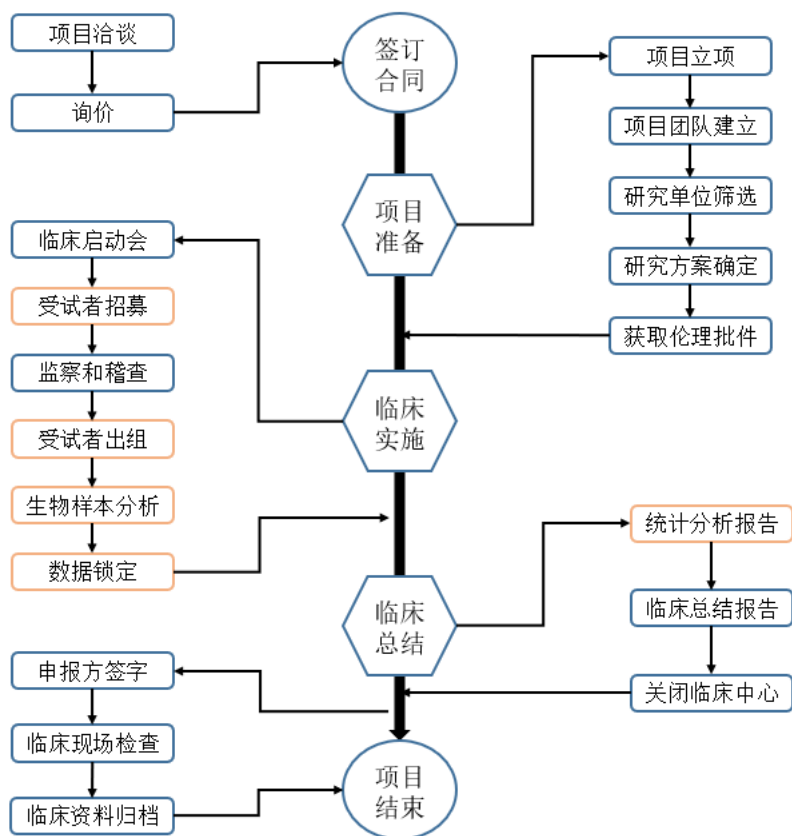 项目洽谈
询价
签订
合同
项目立项
项目团队建立
研究单位筛选
研究方案确定
获取伦理批件
项目
准备
临床启动会
受试者招募
监察和稽查
受试者出组
生物样本分析
数据锁定
临床
实施
统计分析报告
临床总结报告
关闭临床中心
临床
总结
申报方签字
临床现场检查
临床资料归档
项目
结束